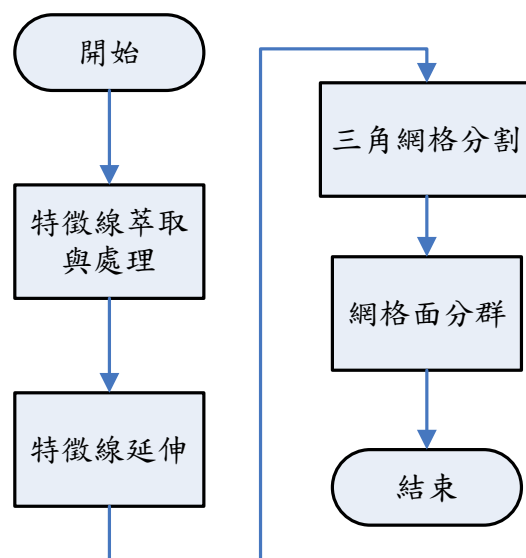 開始
特徵線萃取
與處理
特徵線延伸
三角網格分割
網格面分群
結束